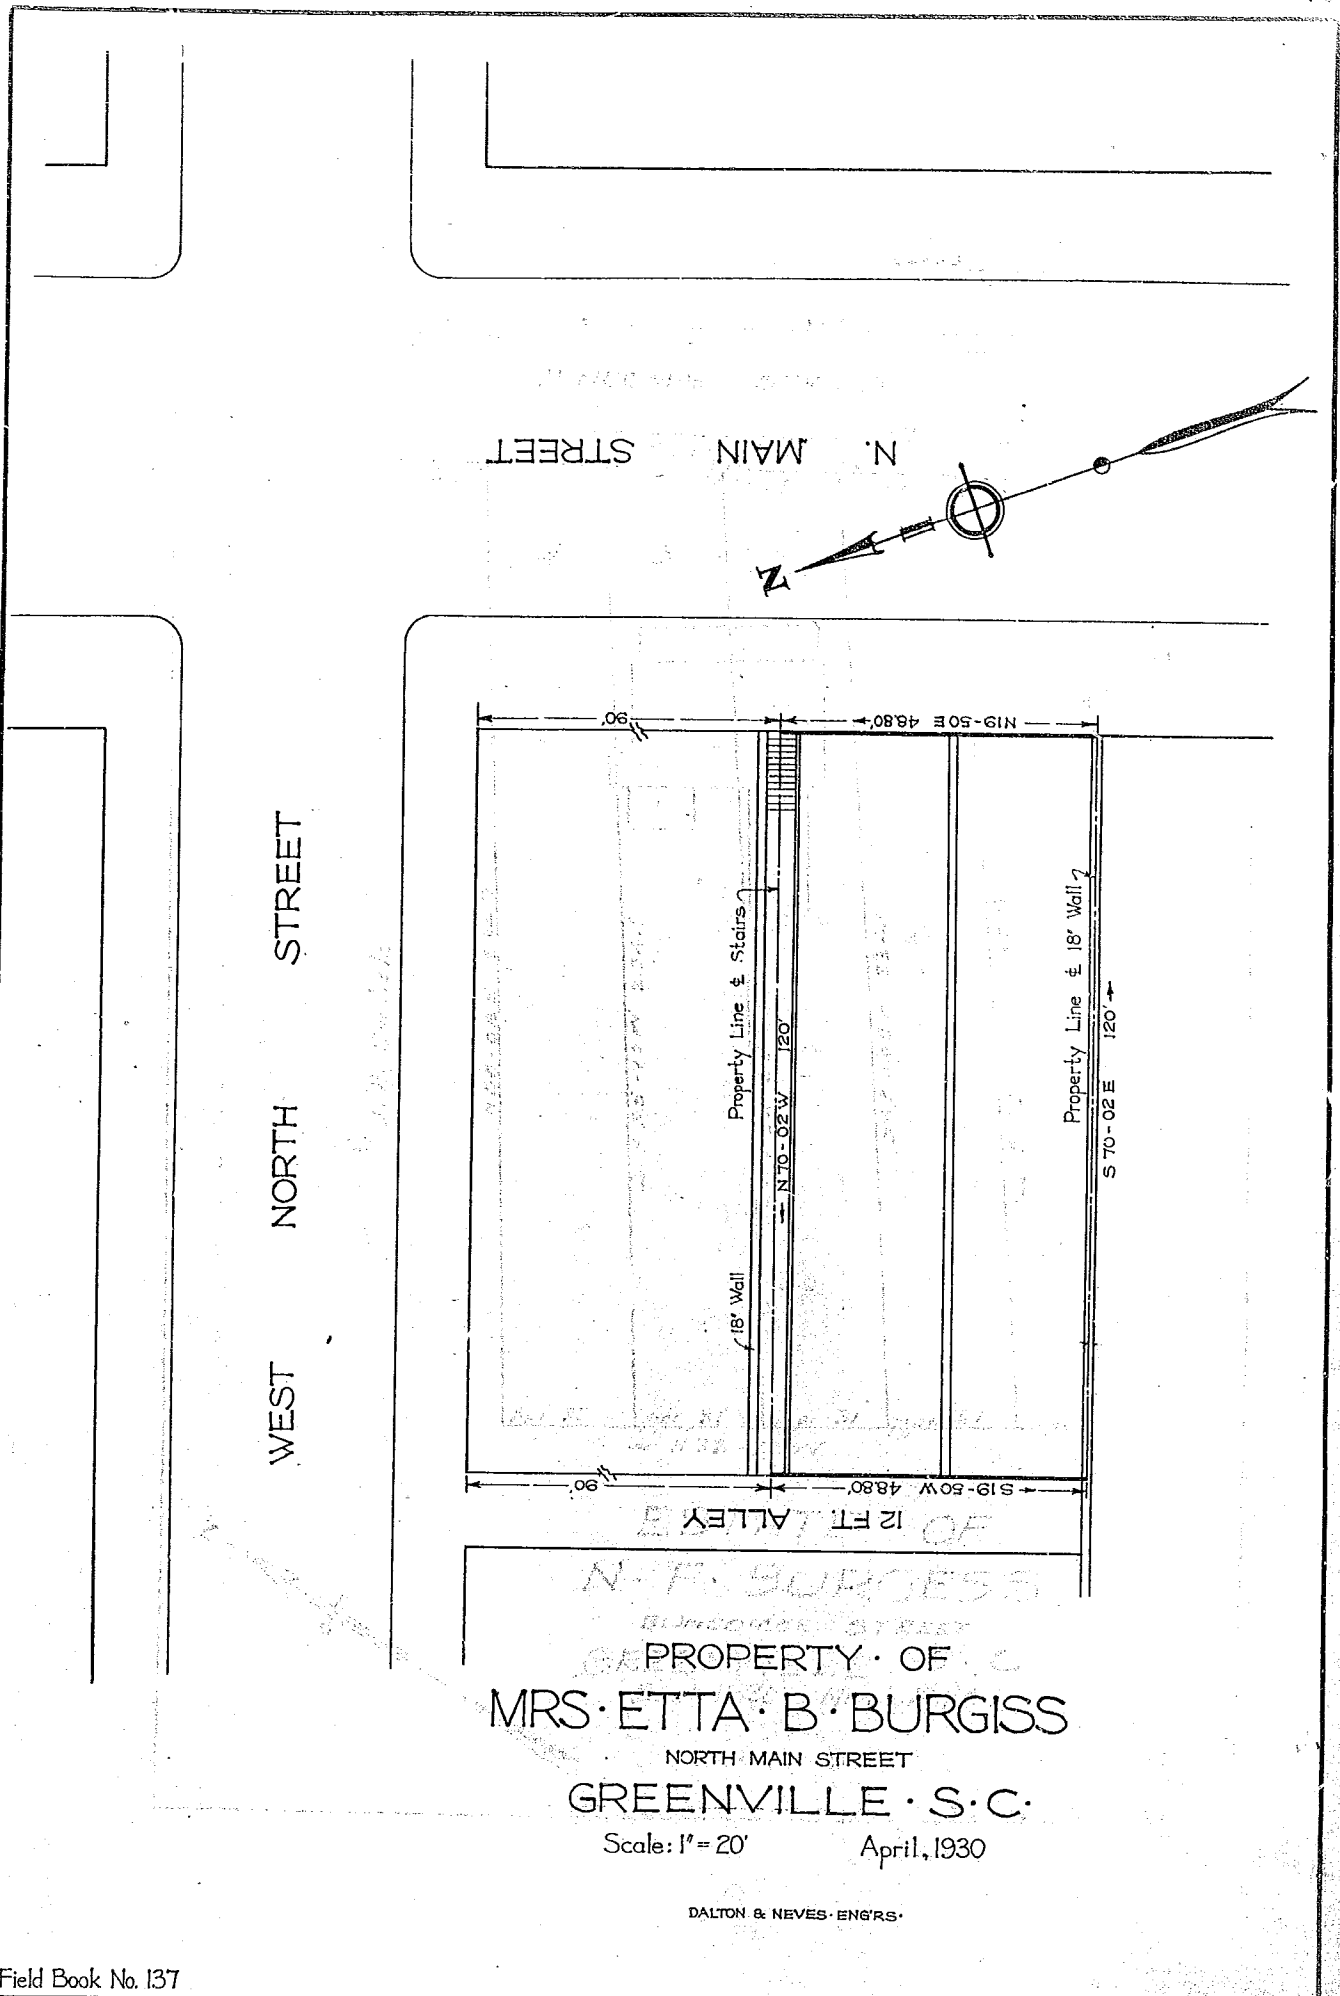 N. MAIN STREET
N
90'
N19-50E 48.80'
WEST NORTH STREET
Property Line ⅊ Stairs
N 70-02 W 120'
18" Wall
Property Line ⅊ 18" Wall
S 70-02 E 120'
90'
S19-50W 48.80'
12 FT. ALLEY
PROPERTY · OF
MRS · ETTA · B · BURGISS
NORTH MAIN STREET
GREENVILLE · S · C ·
Scale: 1" = 20' April, 1930
DALTON & NEVES · ENG'RS ·
Field Book No. 137